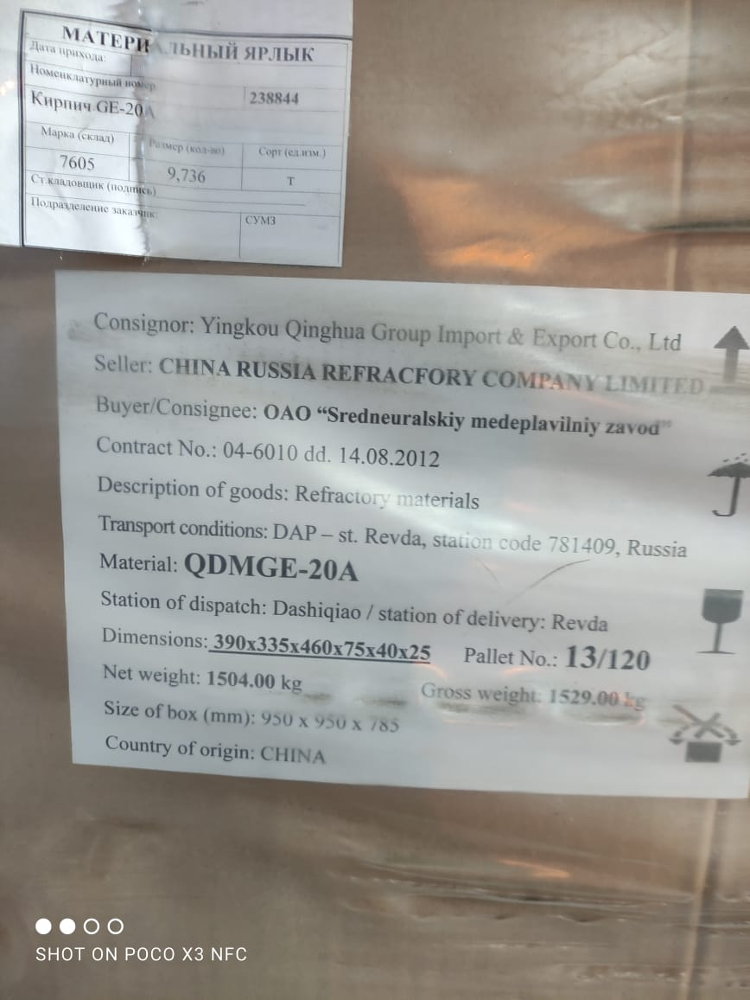 МАТЕРИАЛЬНЫЙ ЯРЛЫК
Дата прихода:
Номенклатурный номер
238844
Кирпич GE-20A
Марка (склад)
Размер (кол-во)
Сорт (ед.изм.)
7605
9,736
Т
Ст.кладовщик (подпись)
Подразделение заказчик:
СУМЗ
Consignor: Yingkou Qinghua Group Import & Export Co., Ltd
Seller: CHINA RUSSIA REFRACFORY COMPANY LIMITED
Buyer/Consignee: OAO “Sredneuralskiy medeplavilniy zavod”
Contract No.: 04-6010 dd. 14.08.2012
Description of goods: Refractory materials
Transport conditions: DAP – st. Revda, station code 781409, Russia
Material: QDMGE-20A
Station of dispatch: Dashiqiao / station of delivery: Revda
Dimensions: 390x335x460x75x40x25 Pallet No.: 13/120
Net weight: 1504.00 kg Gross weight: 1529.00 kg
Size of box (mm): 950 x 950 x 785
Country of origin: CHINA
SHOT ON POCO X3 NFC